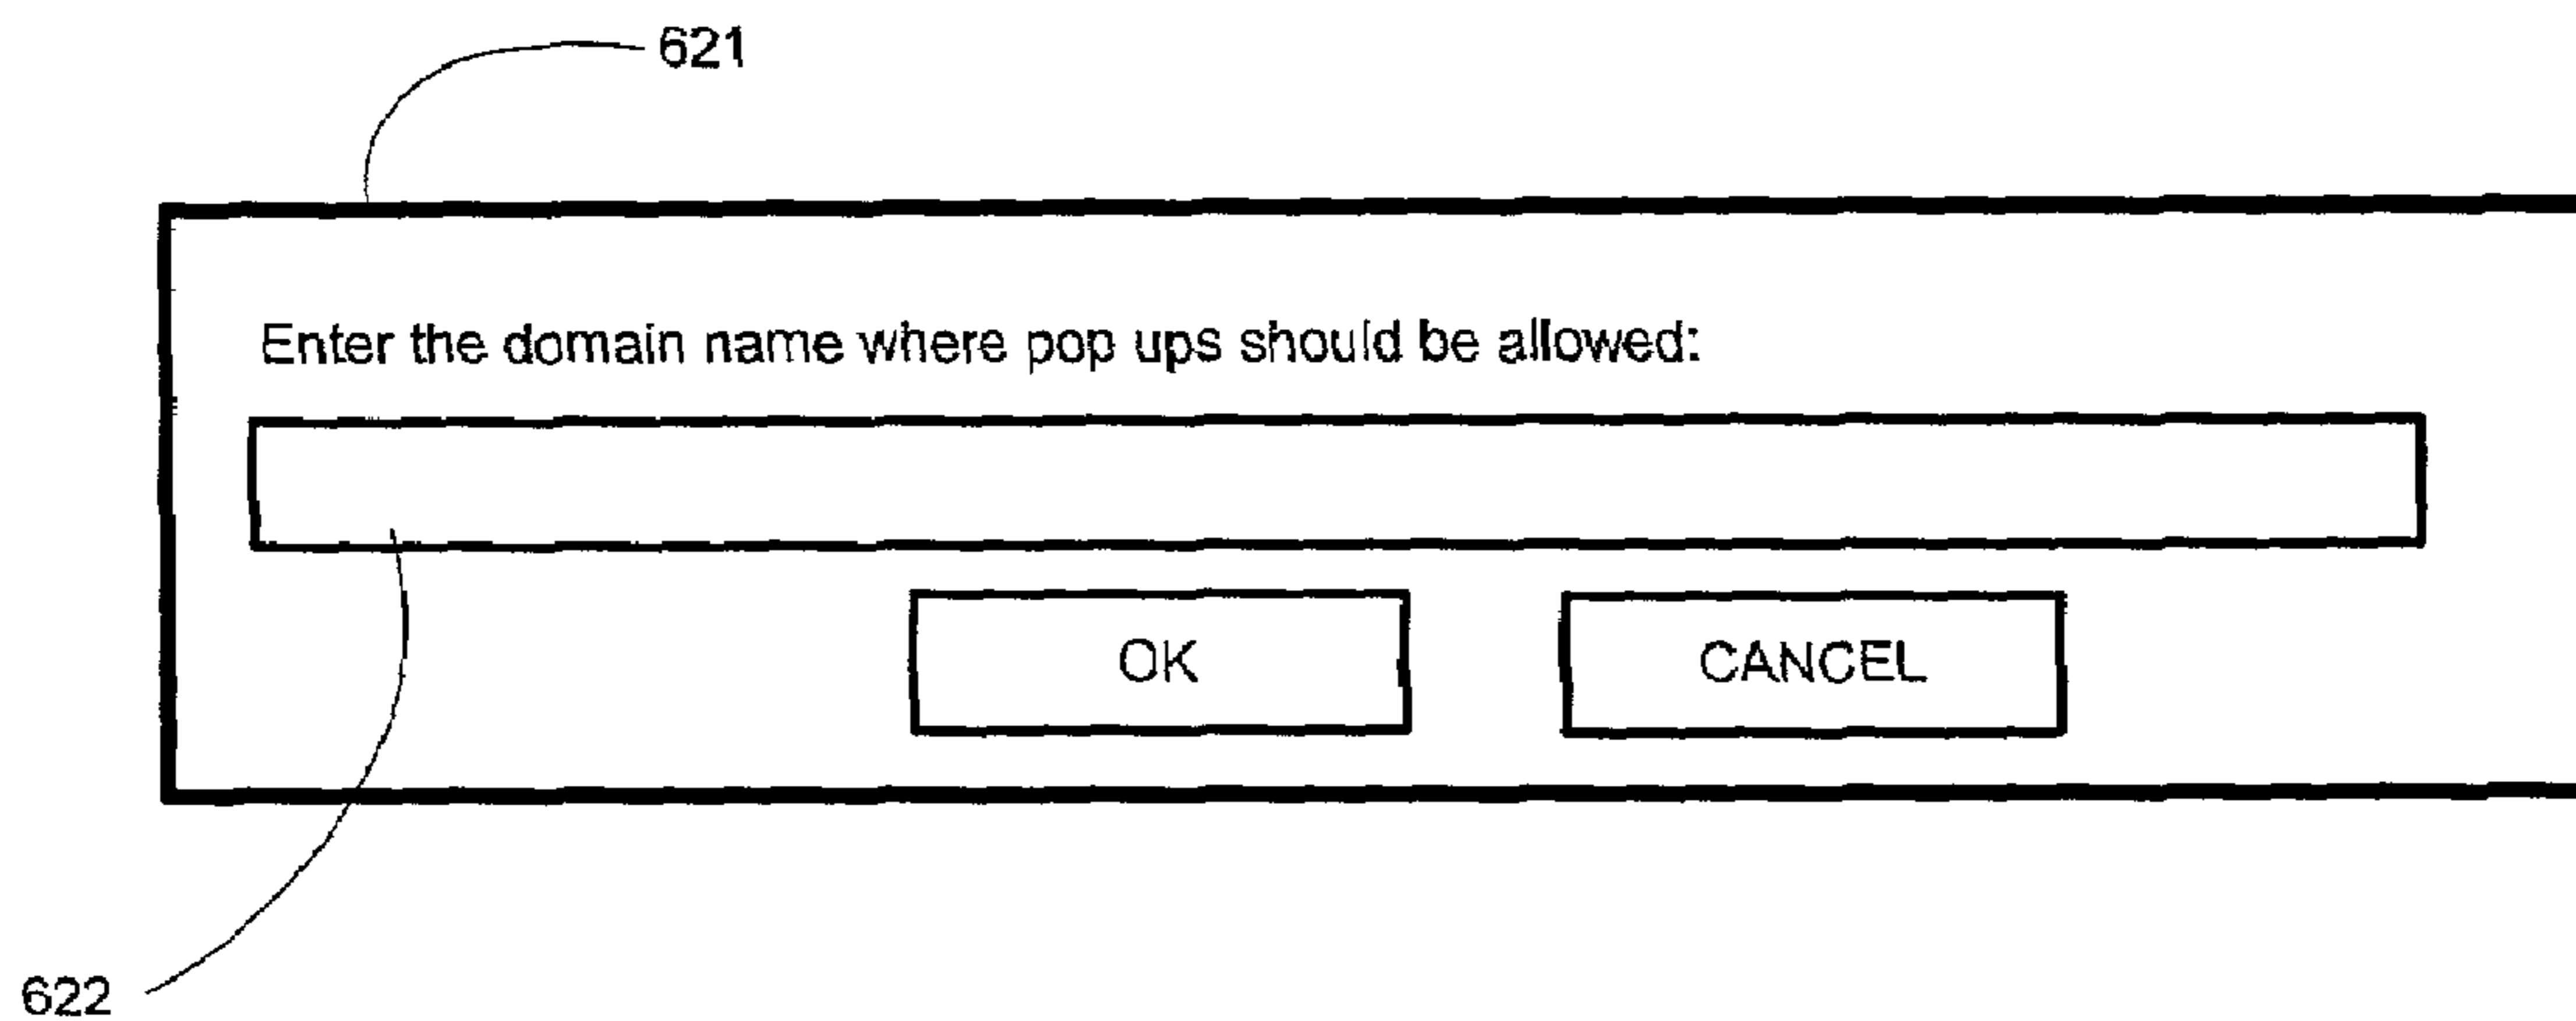 621
Enter the domain name where pop ups should be allowed:
OK CANCEL
622